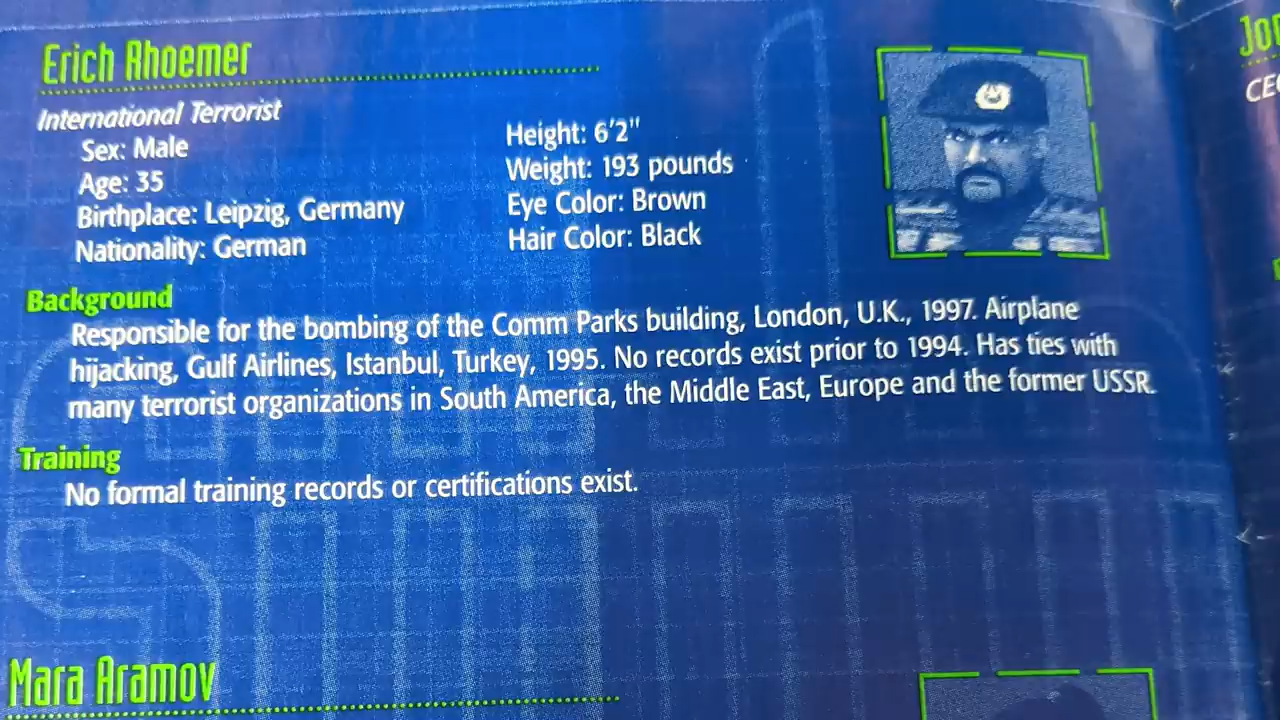 Erich Rhoemer
International Terrorist
Sex: Male
Age: 35
Birthplace: Leipzig, Germany
Nationality: German
Height: 6'2"
Weight: 193 pounds
Eye Color: Brown
Hair Color: Black
Background
Responsible for the bombing of the Comm Parks building, London, U.K., 1997. Airplane
hijacking, Gulf Airlines, Istanbul, Turkey, 1995. No records exist prior to 1994. Has ties with
many terrorist organizations in South America, the Middle East, Europe and the former USSR.
Training
No formal training records or certifications exist.
Mara Aramov